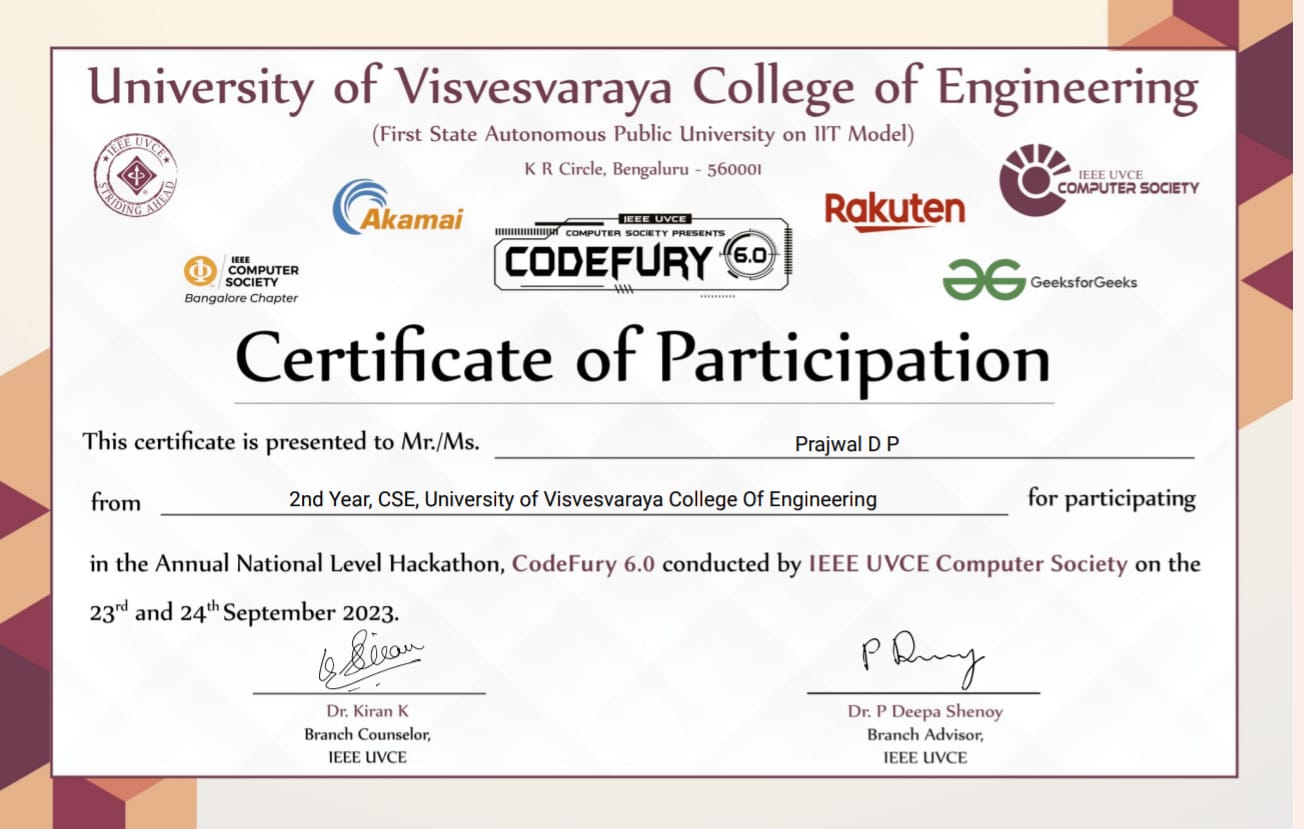 University of Visvesvaraya College of Engineering
(First State Autonomous Public University on IIT Model)
K R Circle, Bengaluru - 560001
IEEE UVCE
STRIDING AHEAD
Akamai
Rakuten
IEEE UVCE
COMPUTER SOCIETY
IEEE UVCE
COMPUTER SOCIETY PRESENTS
CODEFURY 6.0
IEEE
COMPUTER
SOCIETY
Bangalore Chapter
GeeksforGeeks
Certificate of Participation
This certificate is presented to Mr./Ms. Prajwal D P
from 2nd Year, CSE, University of Visvesvaraya College Of Engineering for participating
in the Annual National Level Hackathon, CodeFury 6.0 conducted by IEEE UVCE Computer Society on the
23rd and 24th September 2023.
Dr. Kiran K
Branch Counselor,
IEEE UVCE
Dr. P Deepa Shenoy
Branch Advisor,
IEEE UVCE